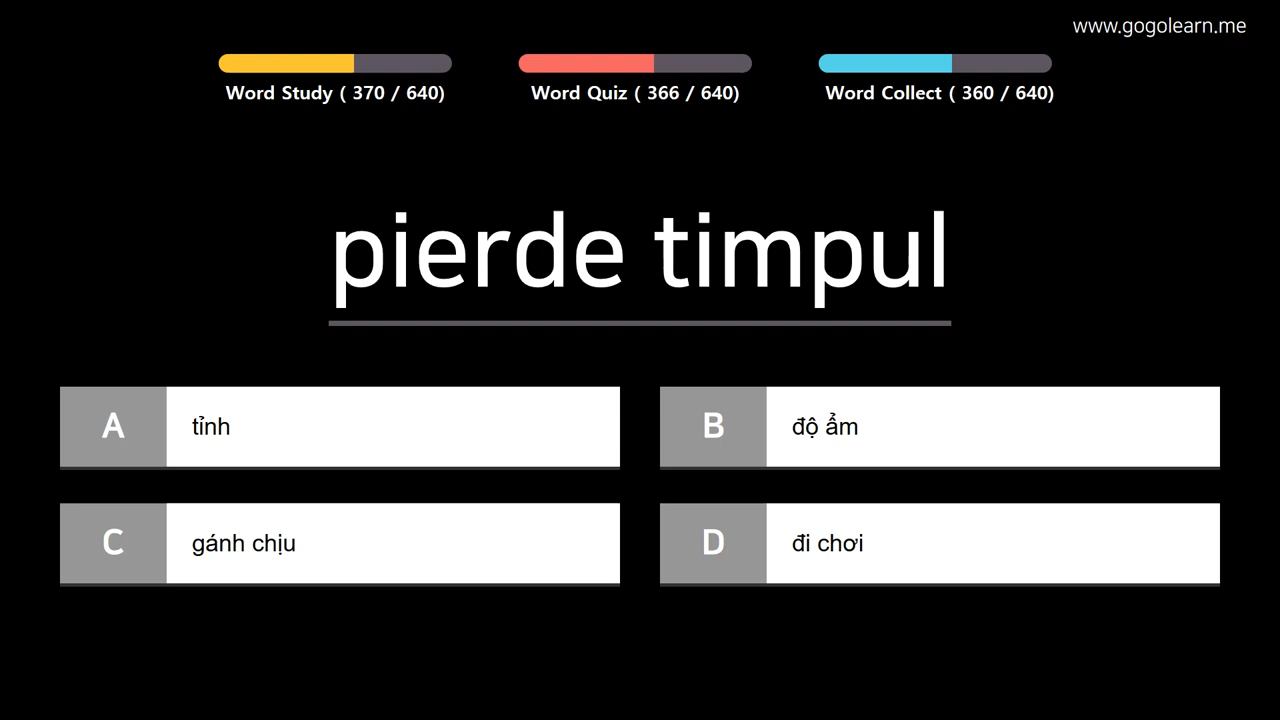 www.gogolearn.me
Word Study ( 370 / 640)
Word Quiz ( 366 / 640)
Word Collect ( 360 / 640)
pierde timpul
A tỉnh
B độ ẩm
C gánh chịu
D đi chơi